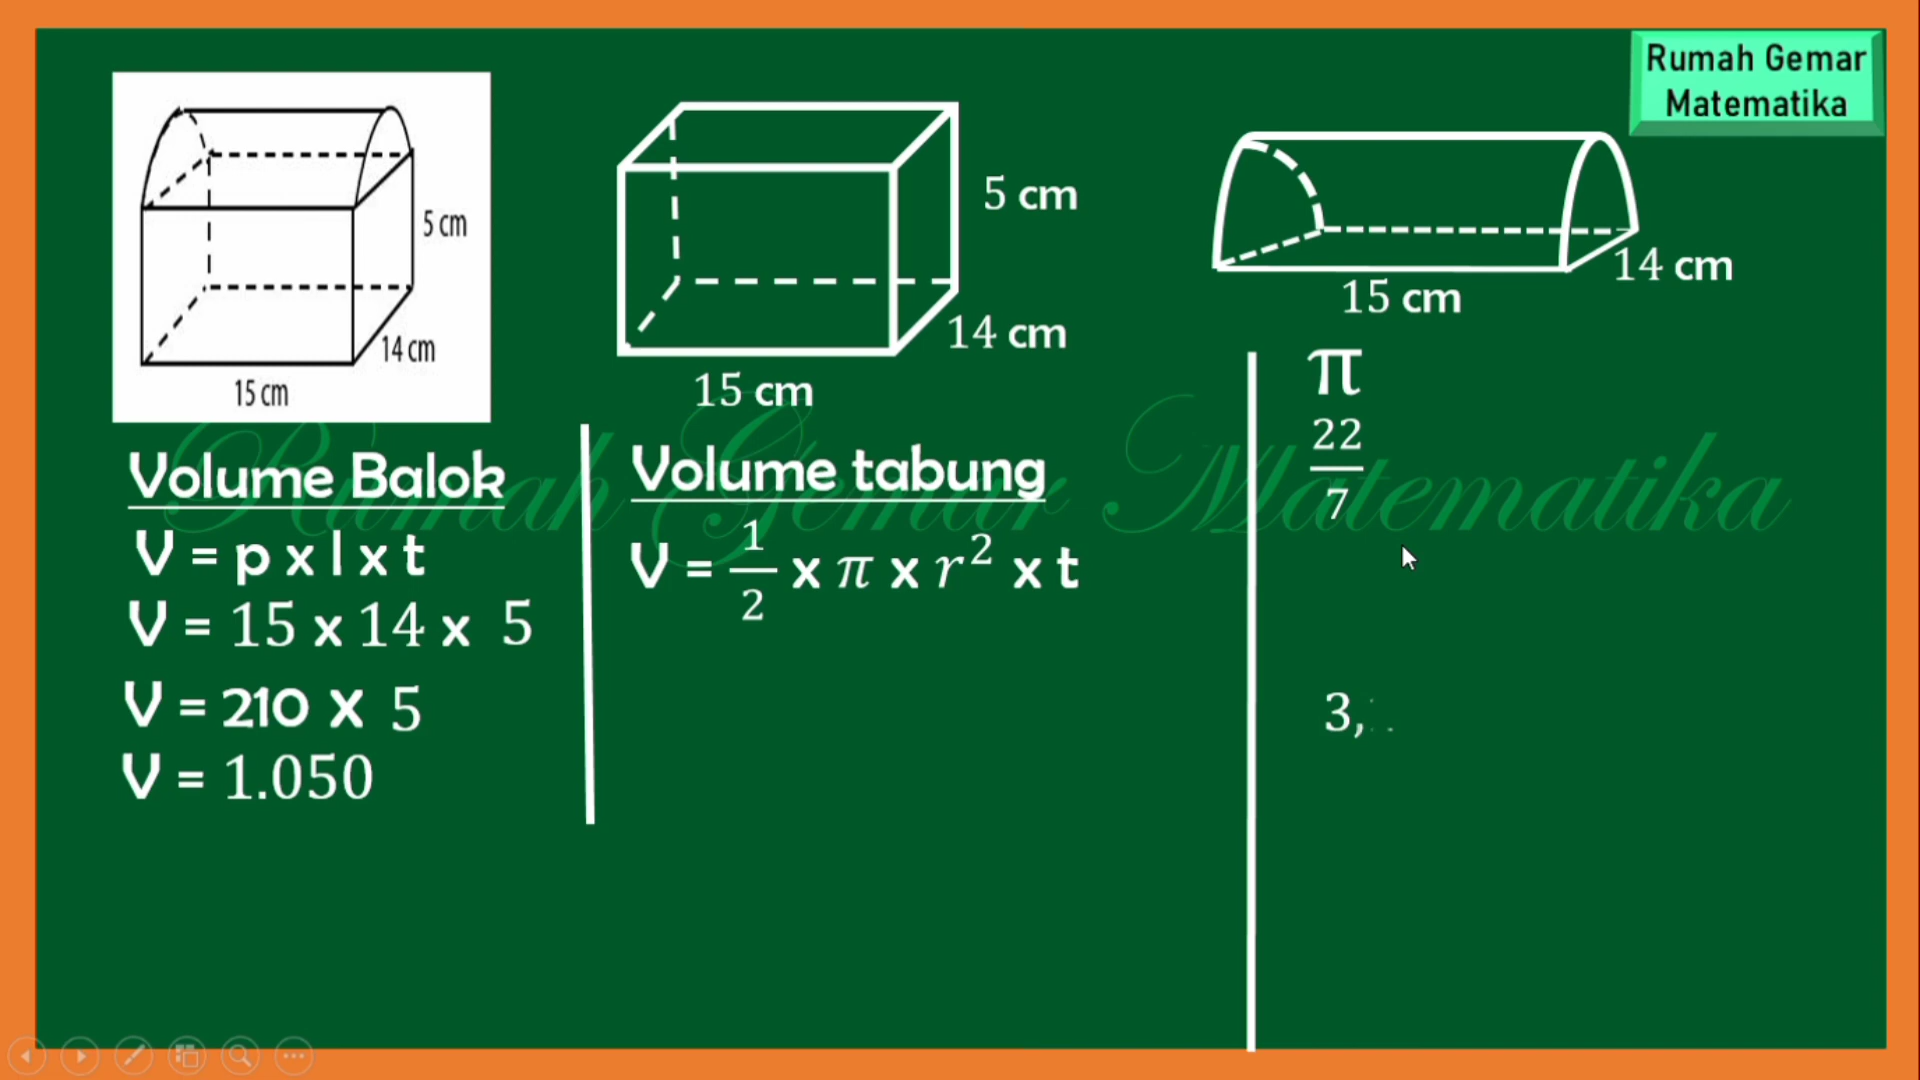 Rumah Gemar
Matematika
5 cm
14 cm
15 cm
5 cm
14 cm
15 cm
14 cm
15 cm
Rumah Gemar Matematika
Volume Balok
V = p x l x t
V = 15 x 14 x 5
V = 210 X 5
V = 1.050
Volume tabung
V = 1/2 x π x r² x t
π
22/7
3,